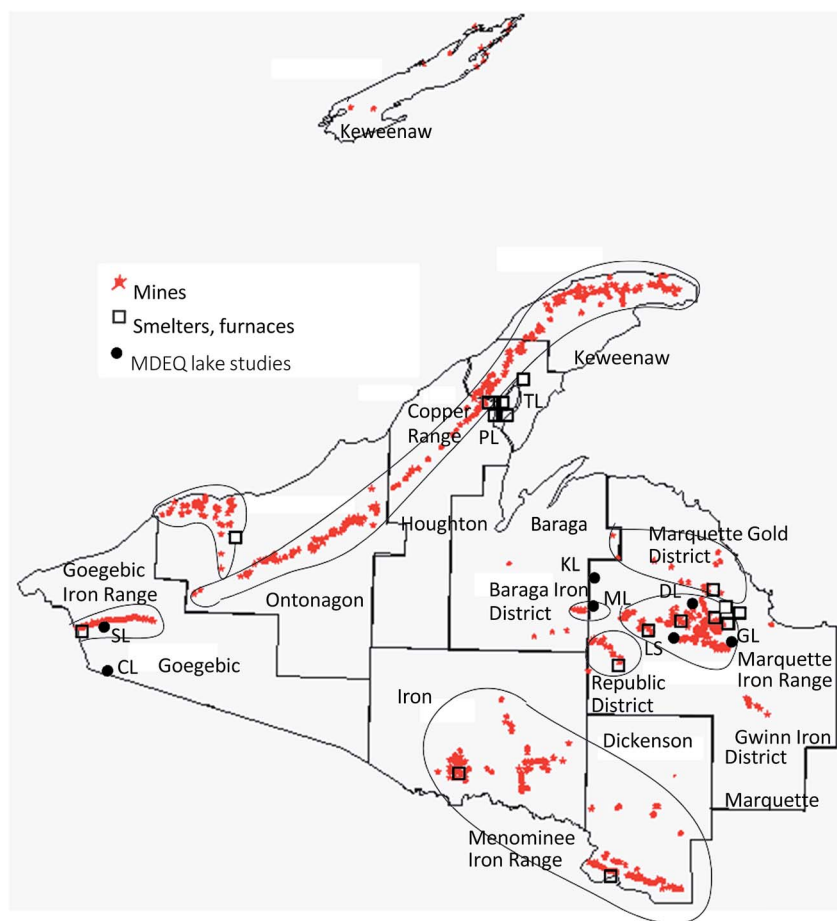 Keweenaw
Mines
Smelters, furnaces
MDEQ lake studies
Keweenaw
TL
Copper
Range
PL
Houghton
Baraga
Marquette Gold
District
KL
Goegebic
Iron Range
Baraga Iron
District
ML
DL
Ontonagon
SL
GL
LS
CL
Goegebic
Marquette
Iron Range
Republic
District
Iron
Gwinn Iron
District
Dickenson
Marquette
Menominee
Iron Range